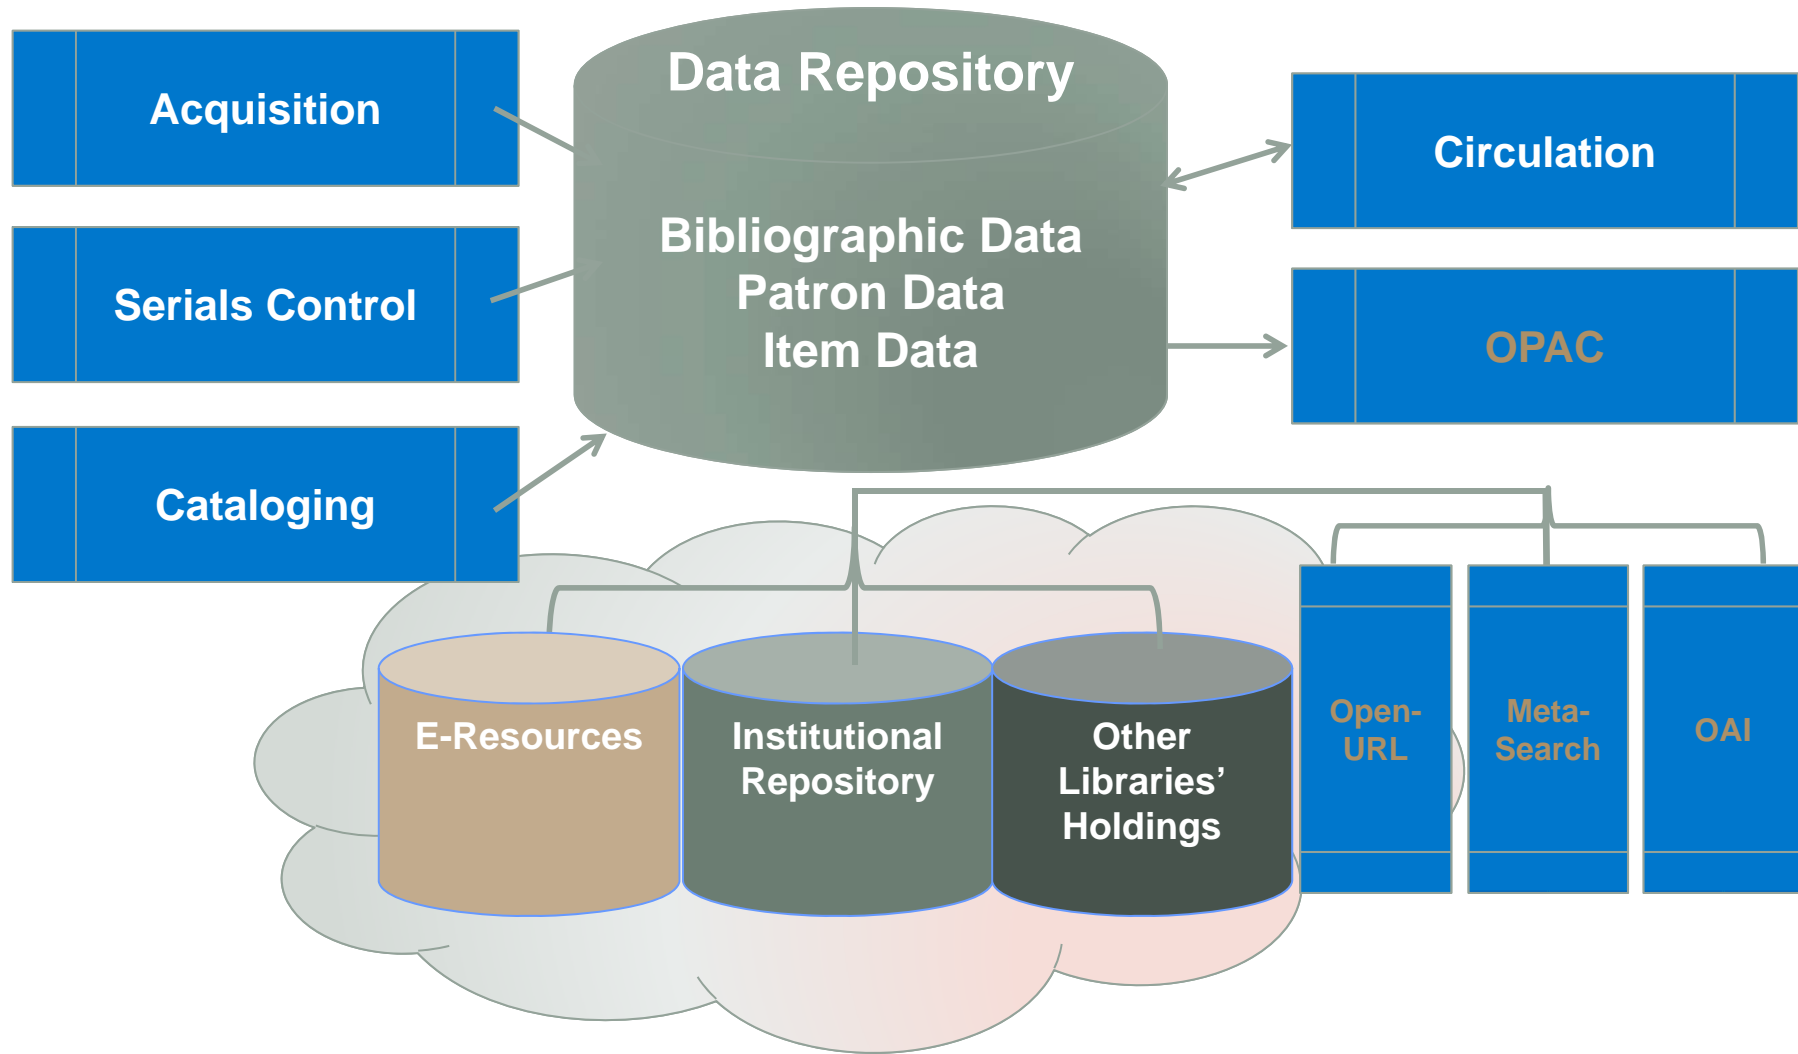 Acquisition
Serials Control
Cataloging
Data Repository
Bibliographic Data
Patron Data
Item Data
Circulation
OPAC
E-Resources
Institutional
Repository
Other
Libraries’
Holdings
Open-
URL
Meta-
Search
OAI